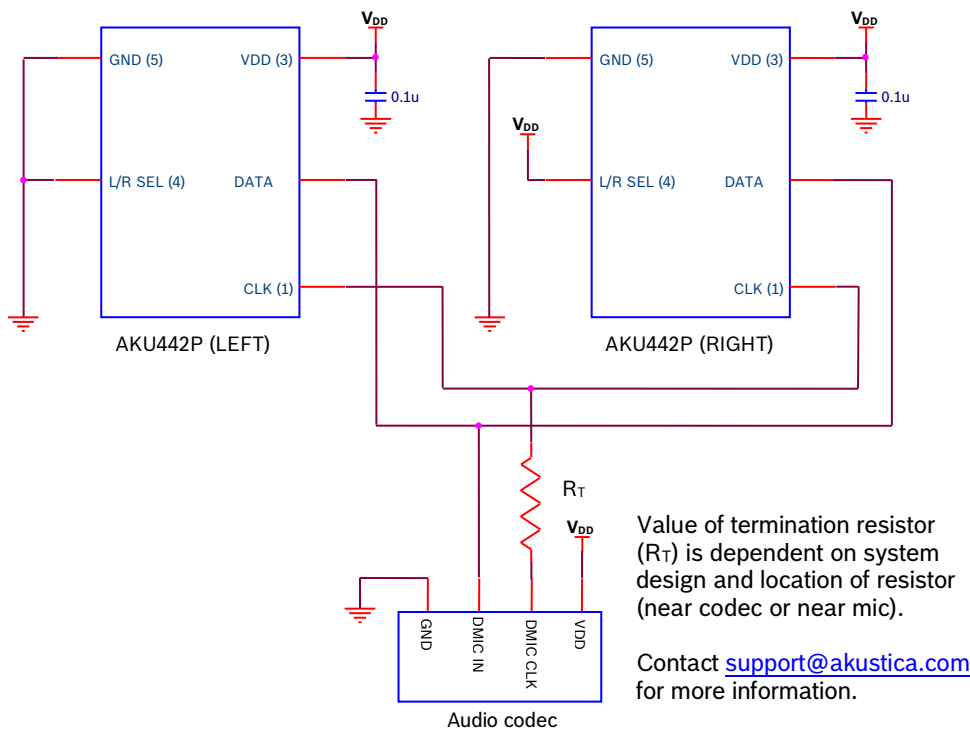 VDD
VDD
GND (5)
VDD (3)
0.1u
L/R SEL (4)
DATA
CLK (1)
AKU442P (LEFT)
GND (5)
VDD (3)
0.1u
VDD
L/R SEL (4)
DATA
CLK (1)
AKU442P (RIGHT)
RT
VDD
Value of termination resistor
(RT) is dependent on system
design and location of resistor
(near codec or near mic).
Contact support@akustica.com
for more information.
GND
DMIC IN
DMIC CLK
VDD
Audio codec